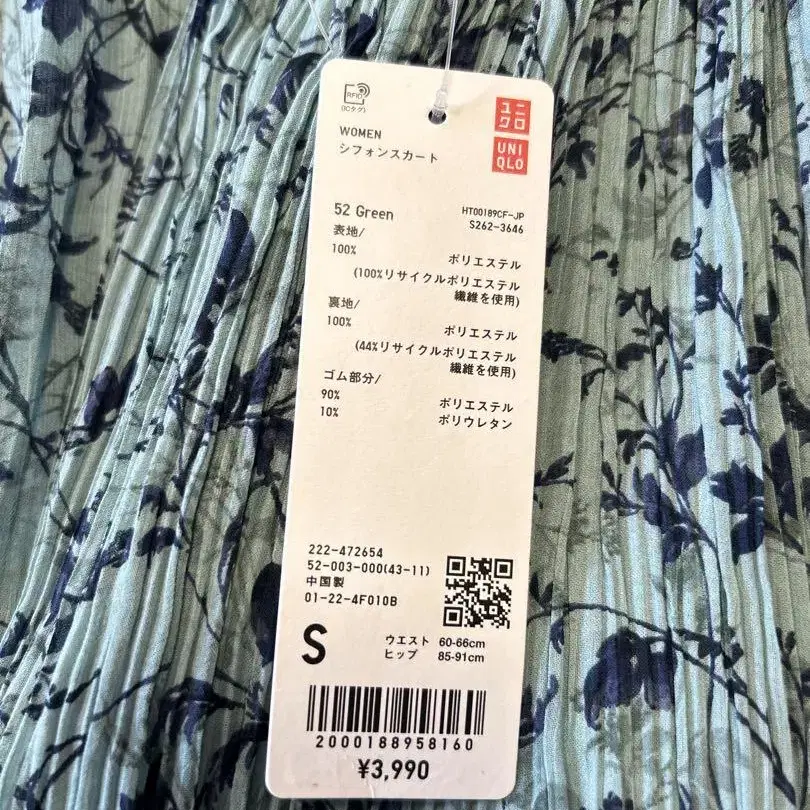 RFID
(ICタグ)
ユニ
クロ
UNI
QLO
WOMEN
シフォンスカート
52 Green
HT00189CF-JP
S262-3646
表地/
100%
ポリエステル
(100%リサイクルポリエステル
繊維を使用)
裏地/
100%
ポリエステル
(44%リサイクルポリエステル
繊維を使用)
ゴム部分/
90%
ポリエステル
10%
ポリウレタン
222-472654
52-003-000(43-11)
中国製
01-22-4F010B
S
ウエスト 60-66cm
ヒップ 85-91cm
2000188958160
¥3,990